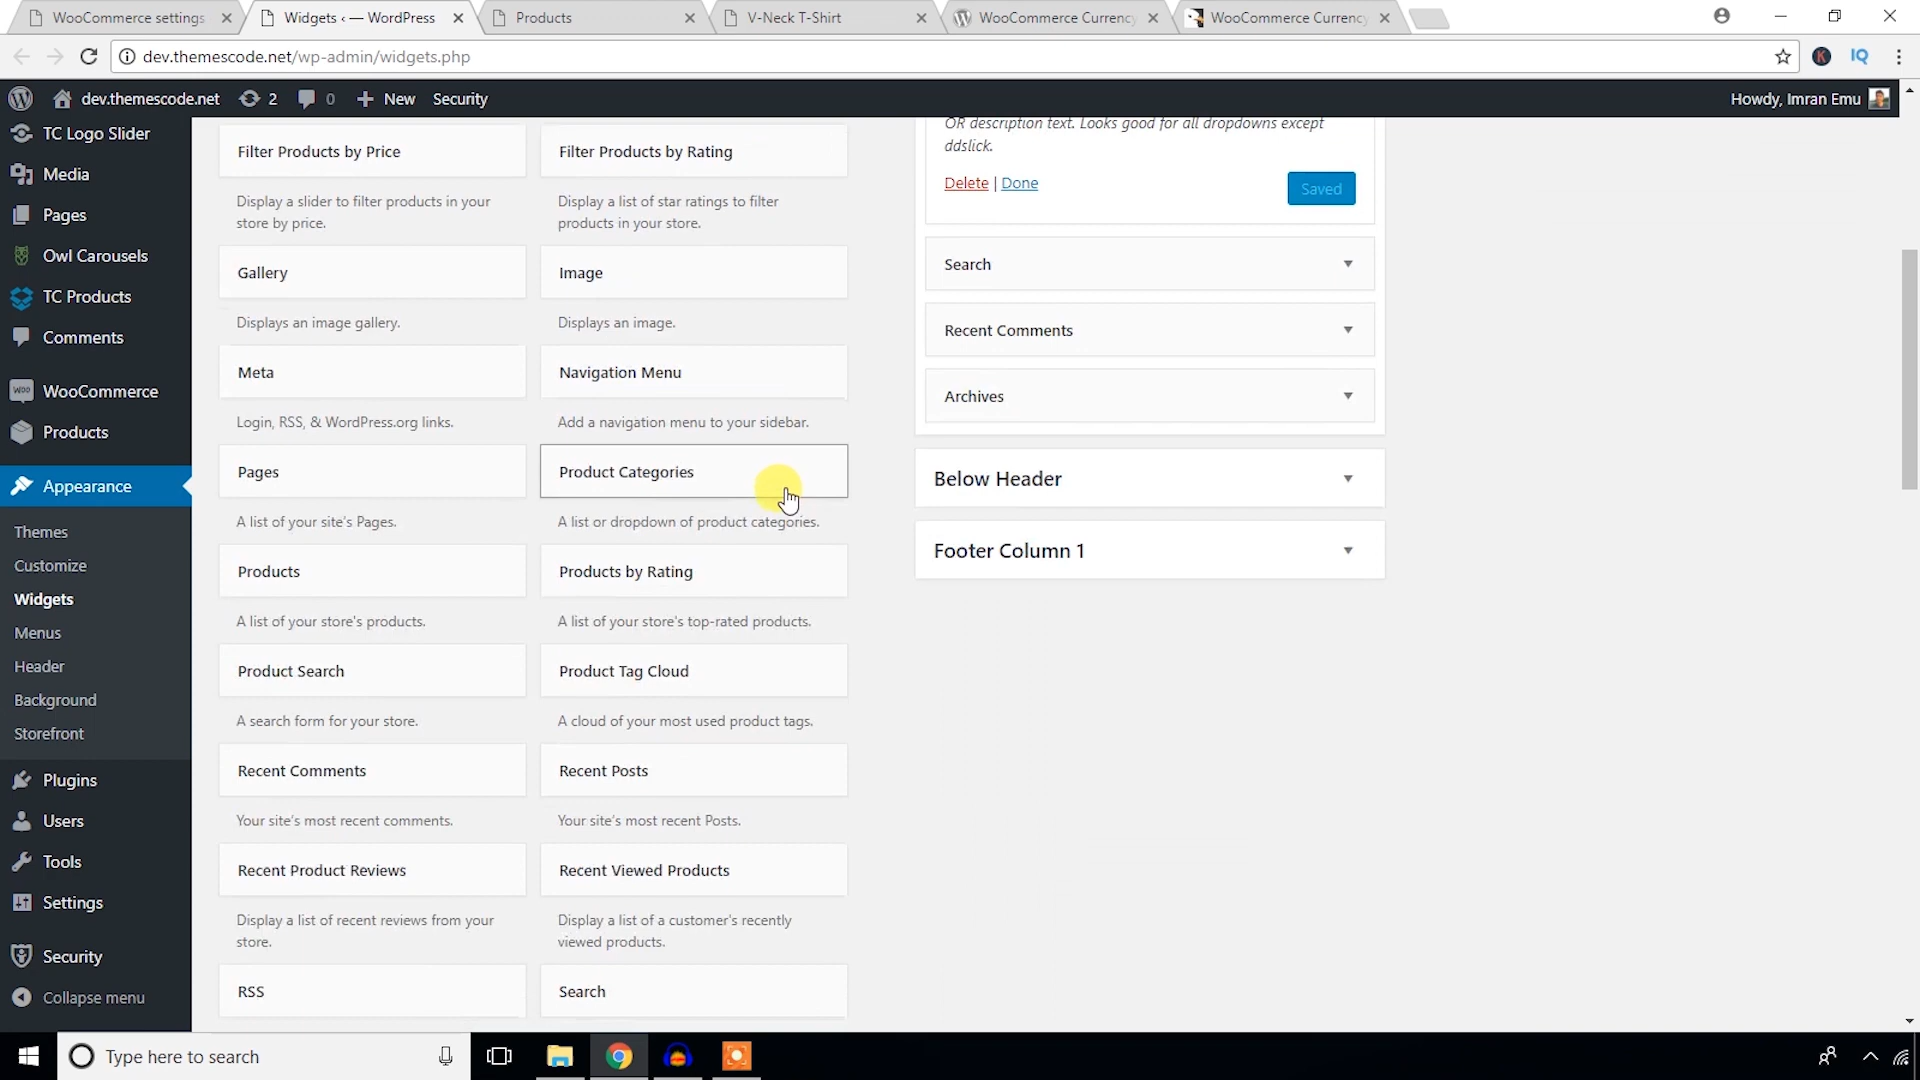 WooCommerce settings
Widgets ‹ — WordPress
Products
V-Neck T-Shirt
WooCommerce Currency
WooCommerce Currency
dev.themescode.net/wp-admin/widgets.php
K
IQ
dev.themescode.net
2
0
New
Security
Howdy, Imran Emu
TC Logo Slider
Media
Pages
Owl Carousels
TC Products
Comments
WooCommerce
Products
Appearance
Themes
Customize
Widgets
Menus
Header
Background
Storefront
Plugins
Users
Tools
Settings
Security
Collapse menu
Filter Products by Price
Display a slider to filter products in your
store by price.
Filter Products by Rating
Display a list of star ratings to filter
products in your store.
Gallery
Displays an image gallery.
Image
Displays an image.
Meta
Login, RSS, & WordPress.org links.
Navigation Menu
Add a navigation menu to your sidebar.
Pages
A list of your site's Pages.
Product Categories
A list or dropdown of product categories.
Products
A list of your store's products.
Products by Rating
A list of your store's top-rated products.
Product Search
A search form for your store.
Product Tag Cloud
A cloud of your most used product tags.
Recent Comments
Your site's most recent comments.
Recent Posts
Your site's most recent Posts.
Recent Product Reviews
Display a list of recent reviews from your
store.
Recent Viewed Products
Display a list of a customer's recently
viewed products.
RSS
Search
OR description text. Looks good for all dropdowns except
ddslick.
Delete | Done
Saved
Search
Recent Comments
Archives
Below Header
Footer Column 1
Type here to search